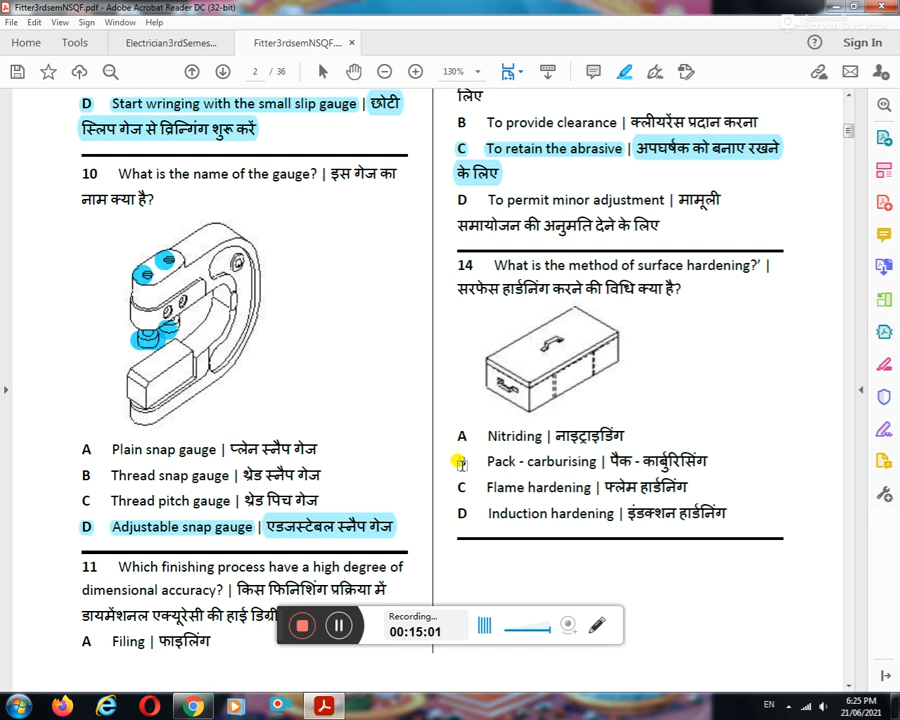 Fitter3rdsemNSQF.pdf - Adobe Acrobat Reader DC (32-bit)
File Edit View Sign Window Help
Home Tools Electrician3rdSemes... Fitter3rdsemNSQF.... × Sign In
2 / 36 130%
D Start wringing with the small slip gauge | छोटी
स्लिप गेज से व्रिन्गिंग शुरू करें
10 What is the name of the gauge? | इस गेज का
नाम क्या है?
A Plain snap gauge | प्लेन स्नैप गेज
B Thread snap gauge | थ्रेड स्नैप गेज
C Thread pitch gauge | थ्रेड पिच गेज
D Adjustable snap gauge | एडजस्टेबल स्नैप गेज
11 Which finishing process have a high degree of
dimensional accuracy? | किस फिनिशिंग प्रक्रिया में
डायमेंशनल एक्यूरेसी की हाई डिग्री
A Filing | फाइलिंग
लिए
B To provide clearance | क्लीयरेंस प्रदान करना
C To retain the abrasive | अपघर्षक को बनाए रखने
के लिए
D To permit minor adjustment | मामूली
समायोजन की अनुमति देने के लिए
14 What is the method of surface hardening?’ |
सरफेस हार्डनिंग करने की विधि क्या है?
A Nitriding | नाइट्राइडिंग
Pack - carburising | पैक - कार्बुरिसिंग
C Flame hardening | फ्लेम हार्डनिंग
D Induction hardening | इंडक्शन हार्डनिंग
Recording...
00:15:01
EN 6:25 PM
21/06/2021